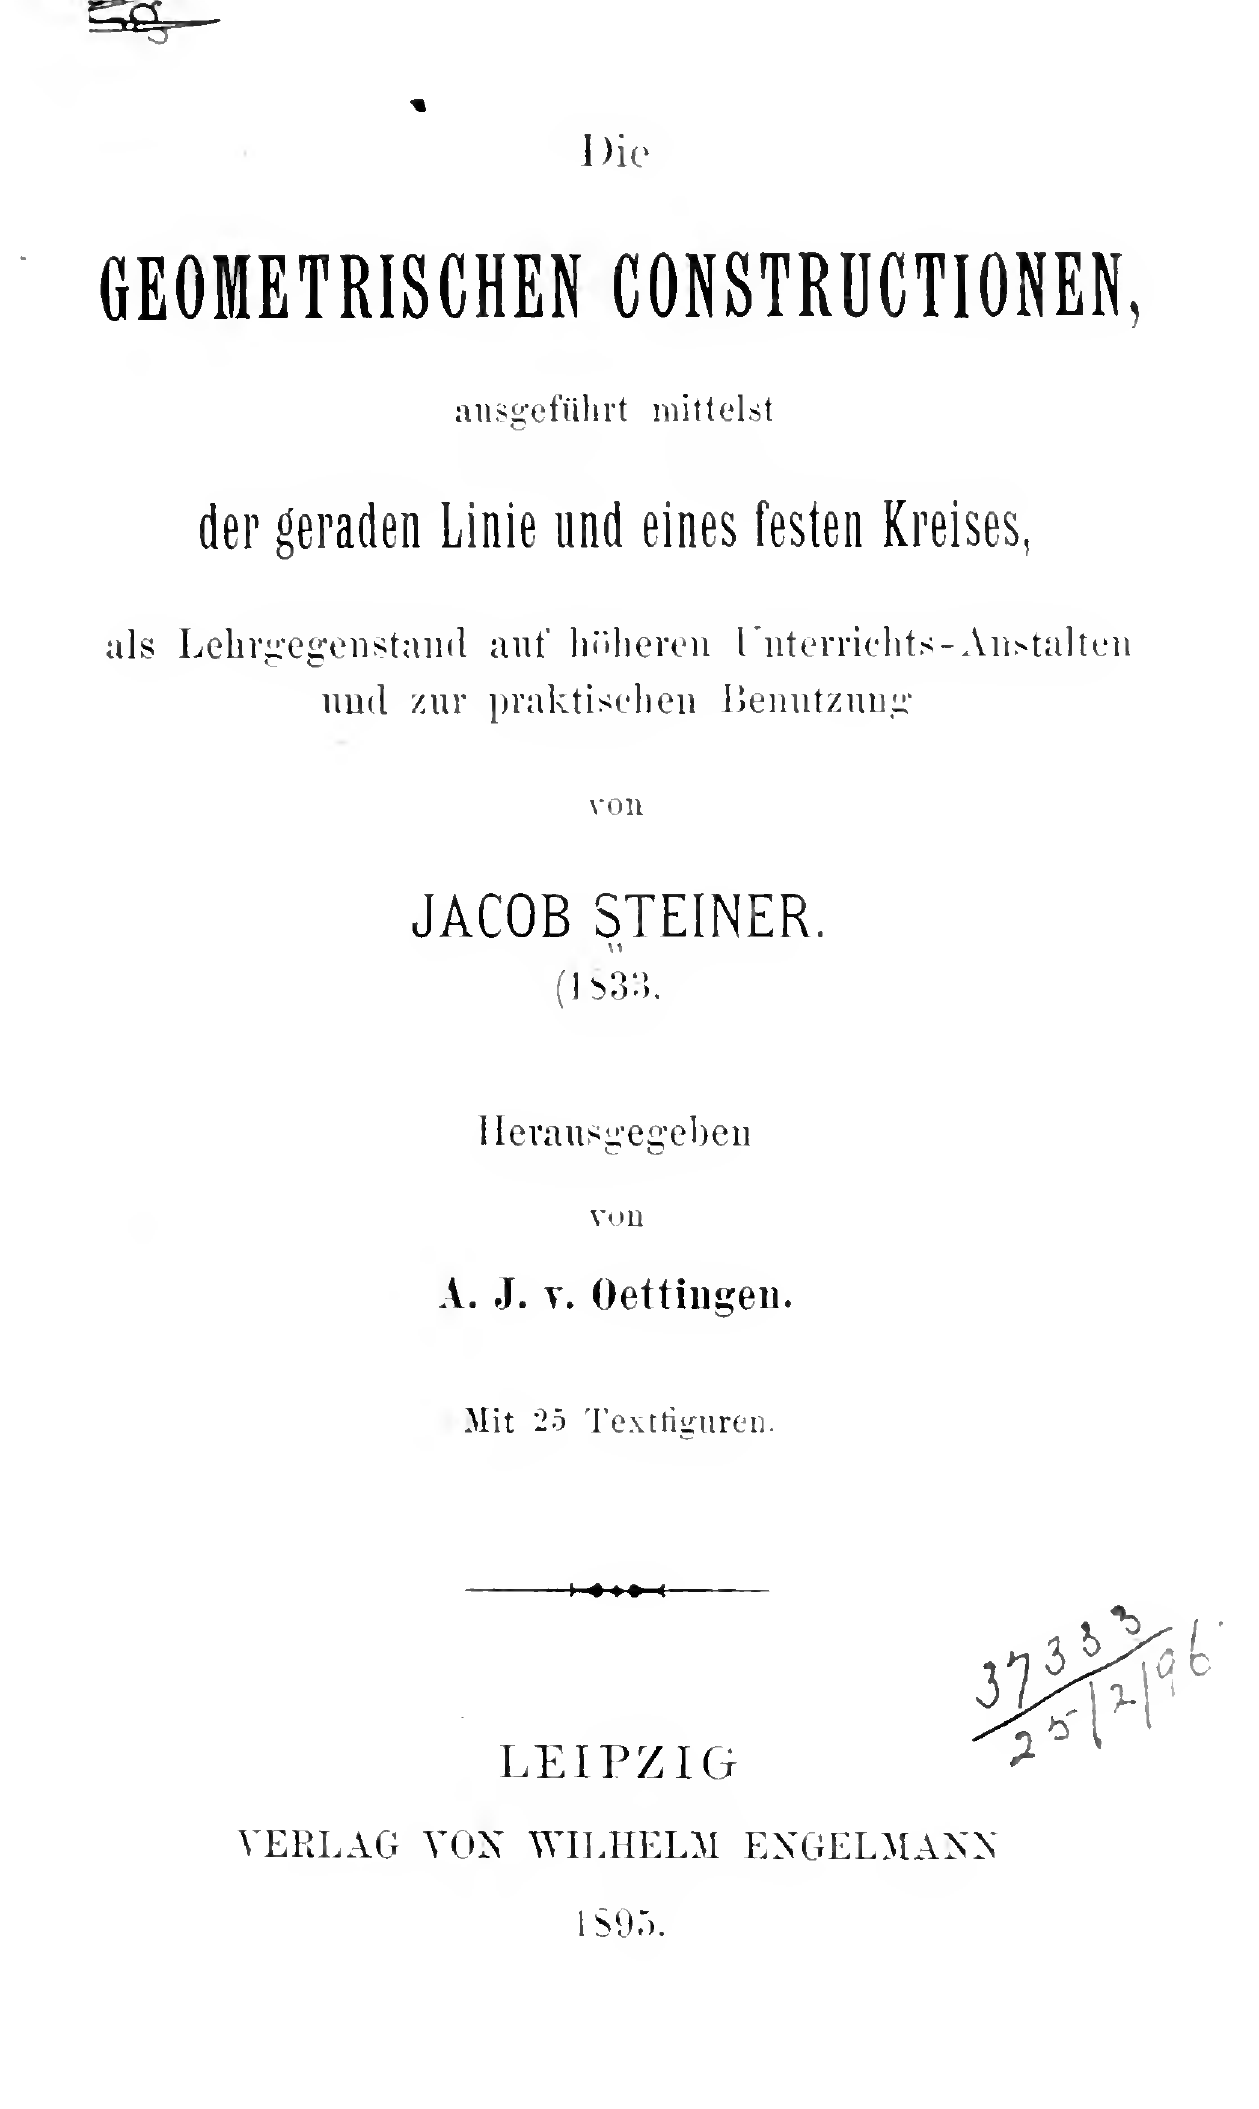 Die
GEOMETRISCHEN CONSTRUCTIONEN,
ausgeführt mittelst
der geraden Linie und eines festen Kreises,
als Lehrgegenstand auf höheren Unterrichts-Anstalten
und zur praktischen Benutzung
von
JACOB STEINER.
(1833.
Herausgegeben
von
A. J. v. Oettingen.
Mit 25 Textfiguren.
37333
25/2/96
LEIPZIG
VERLAG VON WILHELM ENGELMANN
1895.